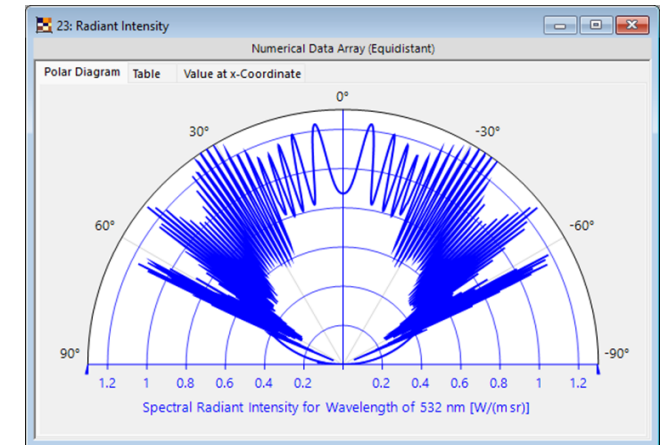 23: Radiant Intensity
Numerical Data Array (Equidistant)
Polar Diagram Table Value at x-Coordinate
0°
30° -30°
60° -60°
90° -90°
1.2 1 0.8 0.6 0.4 0.2 0.2 0.4 0.6 0.8 1 1.2
Spectral Radiant Intensity for Wavelength of 532 nm [W/(m sr)]